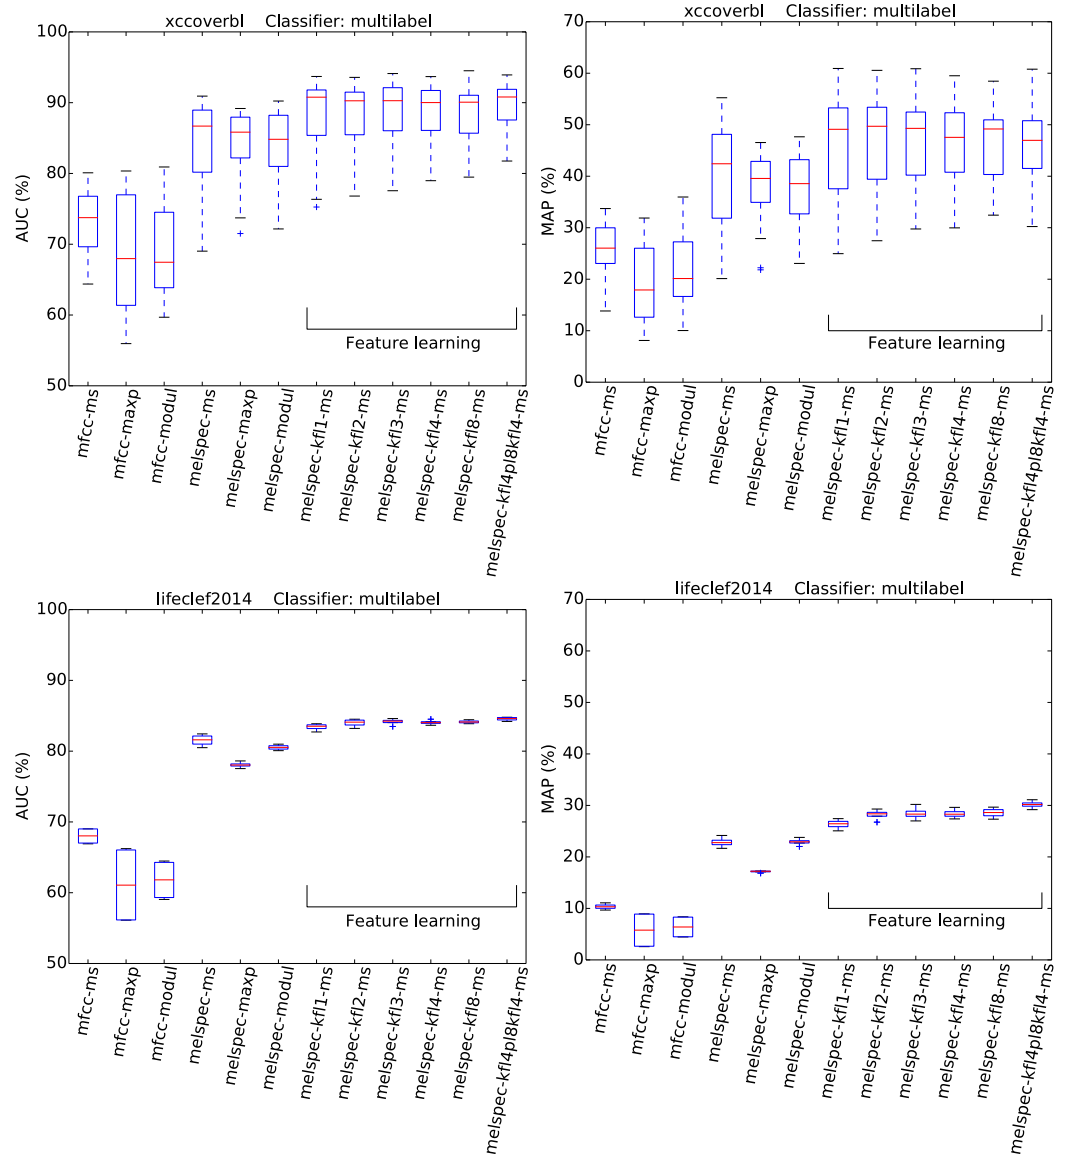 xccoverbl Classifier: multilabel
100
90
80
70
60
50
AUC (%)
Feature learning
mfcc-ms
mfcc-maxp
mfcc-modul
melspec-ms
melspec-maxp
melspec-modul
melspec-kfl1-ms
melspec-kfl2-ms
melspec-kfl3-ms
melspec-kfl4-ms
melspec-kfl8-ms
melspec-kfl4pl8kfl4-ms
xccoverbl Classifier: multilabel
70
60
50
40
30
20
10
0
MAP (%)
Feature learning
mfcc-ms
mfcc-maxp
mfcc-modul
melspec-ms
melspec-maxp
melspec-modul
melspec-kfl1-ms
melspec-kfl2-ms
melspec-kfl3-ms
melspec-kfl4-ms
melspec-kfl8-ms
melspec-kfl4pl8kfl4-ms
lifeclef2014 Classifier: multilabel
100
90
80
70
60
50
AUC (%)
Feature learning
mfcc-ms
mfcc-maxp
mfcc-modul
melspec-ms
melspec-maxp
melspec-modul
melspec-kfl1-ms
melspec-kfl2-ms
melspec-kfl3-ms
melspec-kfl4-ms
melspec-kfl8-ms
melspec-kfl4pl8kfl4-ms
lifeclef2014 Classifier: multilabel
70
60
50
40
30
20
10
0
MAP (%)
Feature learning
mfcc-ms
mfcc-maxp
mfcc-modul
melspec-ms
melspec-maxp
melspec-modul
melspec-kfl1-ms
melspec-kfl2-ms
melspec-kfl3-ms
melspec-kfl4-ms
melspec-kfl8-ms
melspec-kfl4pl8kfl4-ms